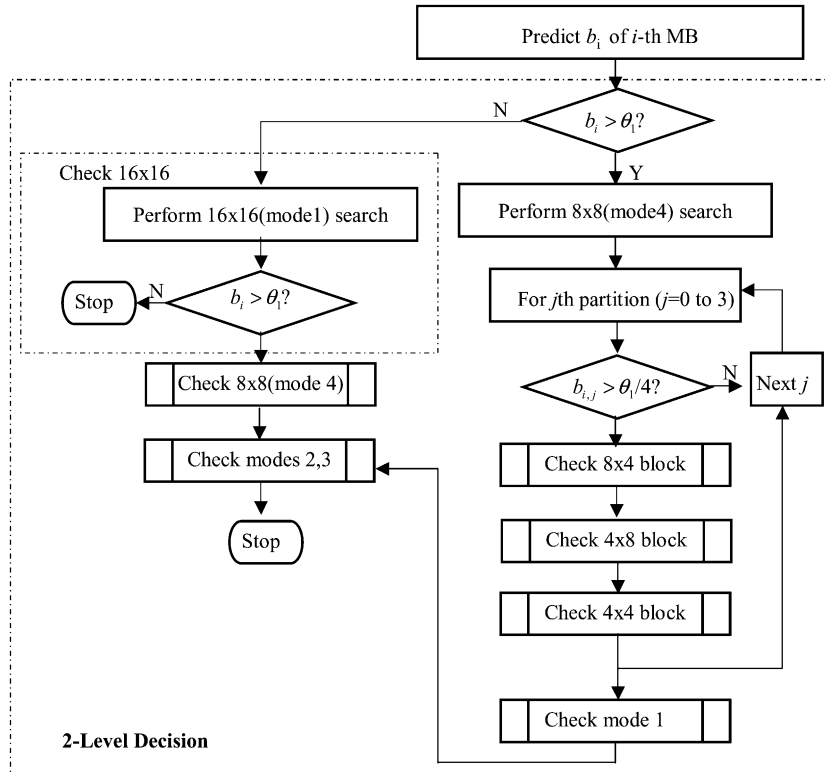 Predict b_i of i-th MB
N
b_i > θ_1?
Y
Check 16x16
Perform 16x16(mode1) search
Perform 8x8(mode4) search
Stop
N
b_i > θ_1?
For jth partition (j=0 to 3)
Check 8x8(mode 4)
b_{i,j} > θ_1/4?
N
Next j
Check modes 2,3
Check 8x4 block
Stop
Check 4x8 block
Check 4x4 block
Check mode 1
2-Level Decision